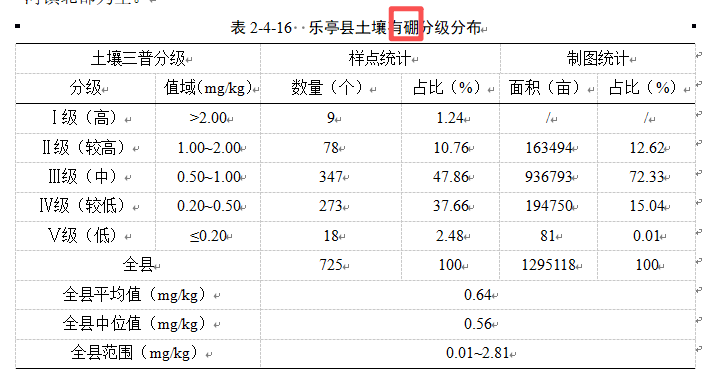 表 2-4-16··乐亭县土壤有硼分级分布
土壤三普分级 样点统计 制图统计
分级 值域(mg/kg) 数量（个） 占比（%） 面积（亩） 占比（%）
Ⅰ级（高） >2.00 9 1.24 / /
Ⅱ级（较高） 1.00~2.00 78 10.76 163494 12.62
Ⅲ级（中） 0.50~1.00 347 47.86 936793 72.33
Ⅳ级（较低） 0.20~0.50 273 37.66 194750 15.04
Ⅴ级（低） ≤0.20 18 2.48 81 0.01
全县 725 100 1295118 100
全县平均值（mg/kg） 0.64
全县中位值（mg/kg） 0.56
全县范围（mg/kg） 0.01~2.81